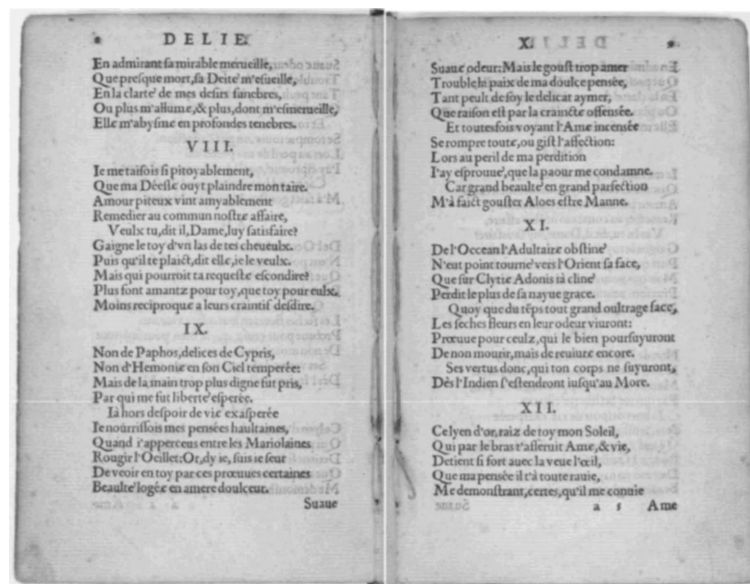 DELIE.
En admirant sa mirable merueille,
Que presque mort, sa Deité m'esueille,
En la clarté de mes desirs funebres,
Ou plus m'allume, & plus, dont m'esmerueille,
Elle m'abysme en profondes tenebres.
VIII.
Ie me taisois si pitoyablement,
Que ma Déesse ouyt plaindre mon taire.
Amour piteux vint amyablement
Remedier au commun nostre affaire,
Veulx tu, dit il, Dame, luy satisfaire?
Gaigne le toy d'vn las de tes cheueulx.
Puis qu'il te plaict, dit elle, ie le veulx.
Mais qui pourroit ta requeste escondire?
Plus font amantz pour toy, que toy pour eulx,
Moins reciproque a leurs craintif desdire.
IX.
Non de Paphos, delices de Cypris,
Non d'Hemonie en son Ciel temperée:
Mais de la main trop plus digne fut pris,
Par qui me fut liberté esperée.
Ià hors despoir de vie exasperée
Ie nourrissois mes pensées haultaines,
Quand i'apperceus entre les Mariolaines
Rougir l'Oeillet: Or, dy ie, suis ie seur
De veoir en toy par ces prœuues certaines
Beaulté logée en amere doulceur.
Suaue
X.
Suaue odeur: Mais le goust trop amer
Trouble la paix de ma doulce pensée,
Tant peult de soy le delicat aymer,
Que raison est par la craincte offensée.
Et toutesfois voyant l'Ame incensée
Se rompre toute, ou gist l'affection:
Lors au peril de ma perdition
I'ay esprouué, que la paour me condamne.
Car grand beaulté en grand parfection
M'à faict gouster Aloes estre Manne.
XI.
De l'Occean l'Adultaire obstiné
N'eut point tourné vers l'Orient sa face,
Que sur Clytie Adonis ià cliné
Perdit le plus de sa nayue grace.
Quoy que du tẽps tout grand oultrage face,
Les seches fleurs en leur odeur viuront:
Prœuue pour ceulz, qui le bien poursuyuront
De non mourir, mais de reuiure encore.
Ses vertus donc, qui ton corps ne suyuront,
Dès l'Indien s'estendront iusqu'au More.
XII.
Ce lyen d'or, raiz de toy mon Soleil,
Qui par le bras t'asseruit Ame, & vie,
Detient si fort auec la veue l'œil,
Que ma pensée il t'à toute rauie,
Me demonstrant, certes, qu'il me conuie
a 5 Ame